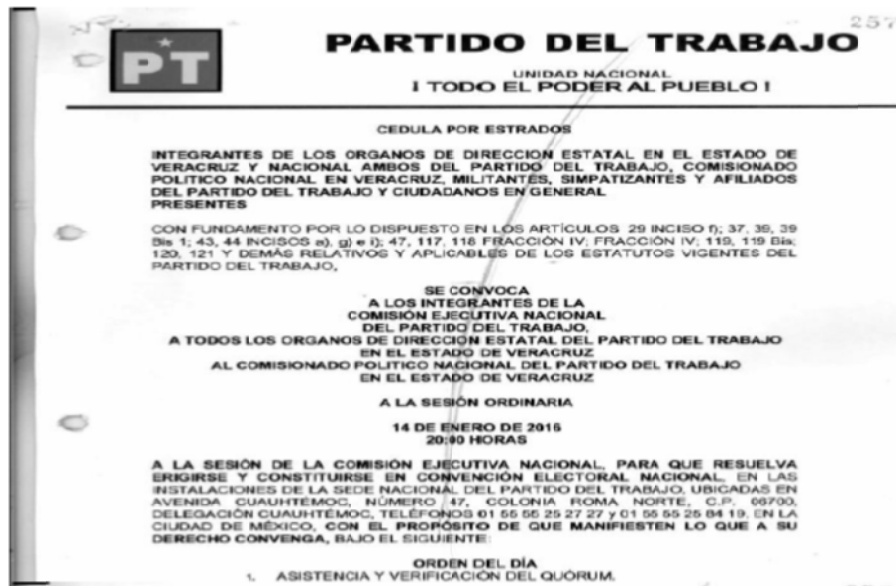 257
PT
PARTIDO DEL TRABAJO
UNIDAD NACIONAL
¡ TODO EL PODER AL PUEBLO !
CEDULA POR ESTRADOS
INTEGRANTES DE LOS ORGANOS DE DIRECCION ESTATAL EN EL ESTADO DE
VERACRUZ Y NACIONAL AMBOS DEL PARTIDO DEL TRABAJO, COMISIONADO
POLITICO NACIONAL EN VERACRUZ, MILITANTES, SIMPATIZANTES Y AFILIADOS
DEL PARTIDO DEL TRABAJO Y CIUDADANOS EN GENERAL
PRESENTES
CON FUNDAMENTO POR LO DISPUESTO EN LOS ARTÍCULOS 29 INCISO f); 37, 39, 39
Bis 1; 43, 44 INCISOS a), g) e i); 47, 117, 118 FRACCIÓN IV; FRACCIÓN IV; 119, 119 Bis;
120, 121 Y DEMÁS RELATIVOS Y APLICABLES DE LOS ESTATUTOS VIGENTES DEL
PARTIDO DEL TRABAJO,
SE CONVOCA
A LOS INTEGRANTES DE LA
COMISIÓN EJECUTIVA NACIONAL
DEL PARTIDO DEL TRABAJO,
A TODOS LOS ORGANOS DE DIRECCION ESTATAL DEL PARTIDO DEL TRABAJO
EN EL ESTADO DE VERACRUZ
AL COMISIONADO POLITICO NACIONAL DEL PARTIDO DEL TRABAJO
EN EL ESTADO DE VERACRUZ
A LA SESIÓN ORDINARIA
14 DE ENERO DE 2016
20:00 HORAS
A LA SESIÓN DE LA COMISIÓN EJECUTIVA NACIONAL, PARA QUE RESUELVA
ERIGIRSE Y CONSTITUIRSE EN CONVENCIÓN ELECTORAL NACIONAL, EN LAS
INSTALACIONES DE LA SEDE NACIONAL DEL PARTIDO DEL TRABAJO, UBICADAS EN
AVENIDA CUAUHTÉMOC, NÚMERO 47, COLONIA ROMA NORTE, C.P. 06700,
DELEGACIÓN CUAUHTÉMOC, TELÉFONOS 01 55 55 25 27 27 y 01 55 55 25 84 19, EN LA
CIUDAD DE MÉXICO, CON EL PROPÓSITO DE QUE MANIFIESTEN LO QUE A SU
DERECHO CONVENGA, BAJO EL SIGUIENTE:
ORDEN DEL DÍA
1. ASISTENCIA Y VERIFICACIÓN DEL QUÓRUM.